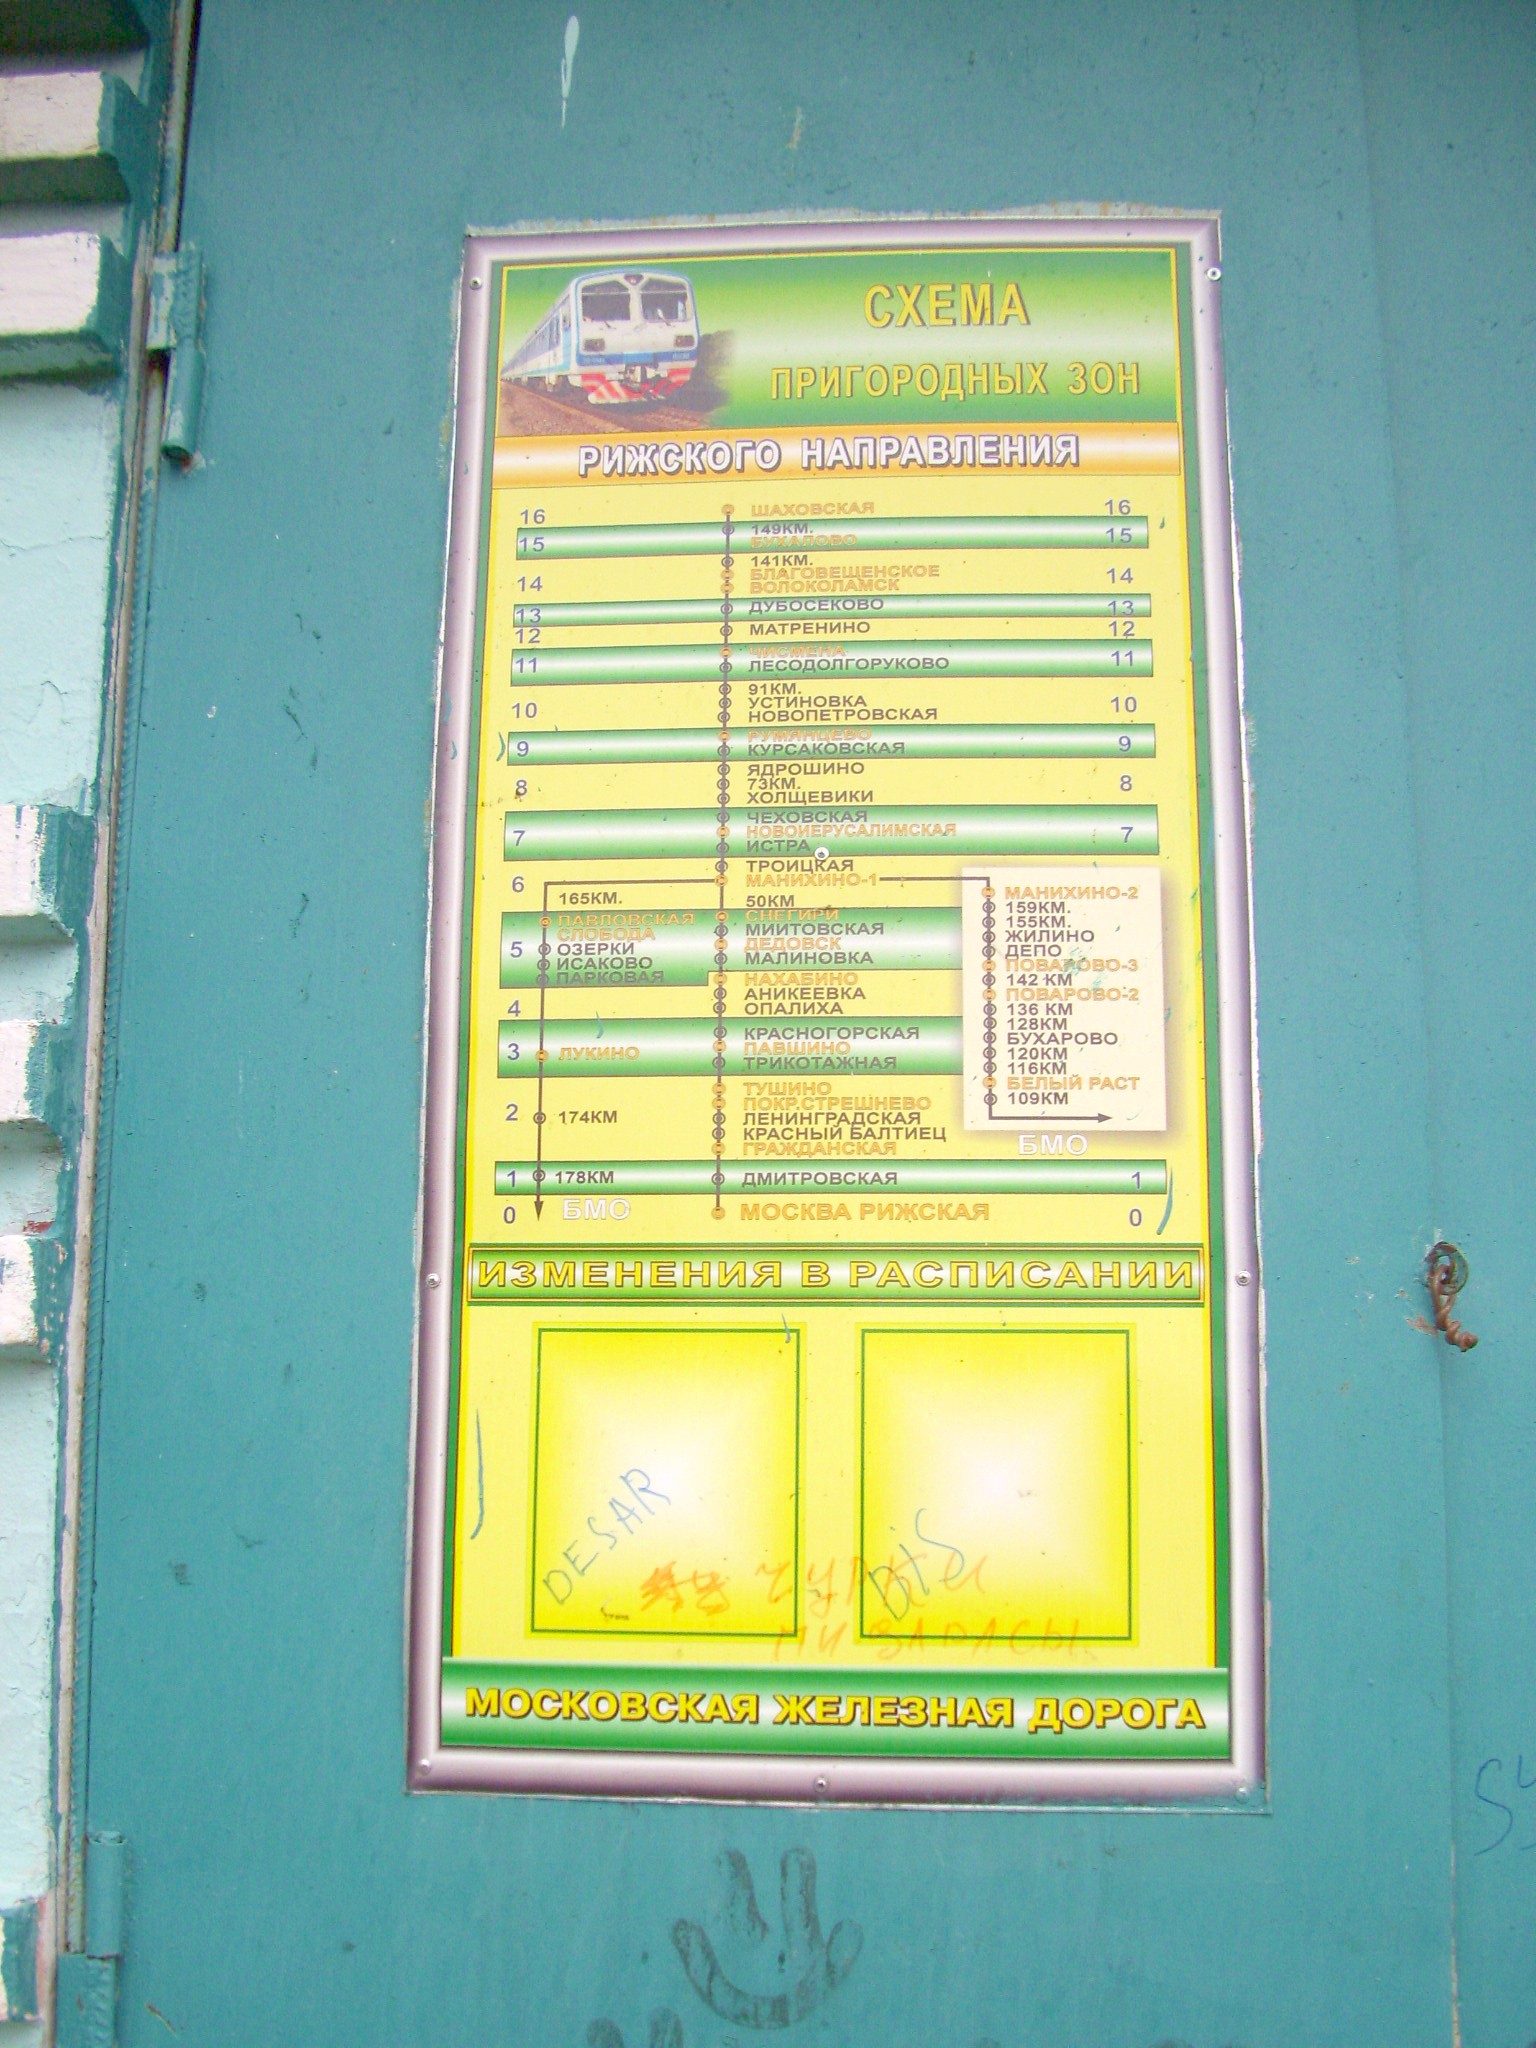 СХЕМА
ПРИГОРОДНЫХ ЗОН
РИЖСКОГО НАПРАВЛЕНИЯ
16 ШАХОВСКАЯ 16
149КМ.
15 БУХАЛОВО 15
141КМ.
14 БЛАГОВЕЩЕНСКОЕ 14
ВОЛОКОЛАМСК
13 ДУБОСЕКОВО 13
12 МАТРЕНИНО 12
ЧИСМЕНА
11 ЛЕСОДОЛГОРУКОВО 11
91КМ.
10 УСТИНОВКА 10
НОВОПЕТРОВСКАЯ
РУМЯНЦЕВО
9 КУРСАКОВСКАЯ 9
ЯДРОШИНО
8 73КМ. 8
ХОЛЩЕВИКИ
ЧЕХОВСКАЯ
7 НОВОИЕРУСАЛИМСКАЯ 7
ИСТРА
ТРОИЦКАЯ
6 МАНИХИНО-1
165КМ. 50КМ
ПАВЛОВСКАЯ СНЕГИРИ
СЛОБОДА МИИТОВСКАЯ
5 ОЗЕРКИ ДЕДОВСК
ИСАКОВО МАЛИНОВКА
ПАРКОВАЯ НАХАБИНО
АНИКЕЕВКА
4 ОПАЛИХА
КРАСНОГОРСКАЯ
3 ЛУКИНО ПАВШИНО
ТРИКОТАЖНАЯ
ТУШИНО
2 ПОКР.СТРЕШНЕВО
174КМ ЛЕНИНГРАДСКАЯ
КРАСНЫЙ БАЛТИЕЦ
ГРАЖДАНСКАЯ
1 178КМ ДМИТРОВСКАЯ 1
0 БМО МОСКВА РИЖСКАЯ 0
МАНИХИНО-2
159КМ.
155КМ.
ЖИЛИНО
ДЕПО
ПОВАРОВО-3
142 КМ
ПОВАРОВО-2
136 КМ
128КМ
БУХАРОВО
120КМ
116КМ
БЕЛЫЙ РАСТ
109КМ
БМО
ИЗМЕНЕНИЯ В РАСПИСАНИИ
DESAR
DIS
ЧУРКИ
МОСКОВСКАЯ ЖЕЛЕЗНАЯ ДОРОГА